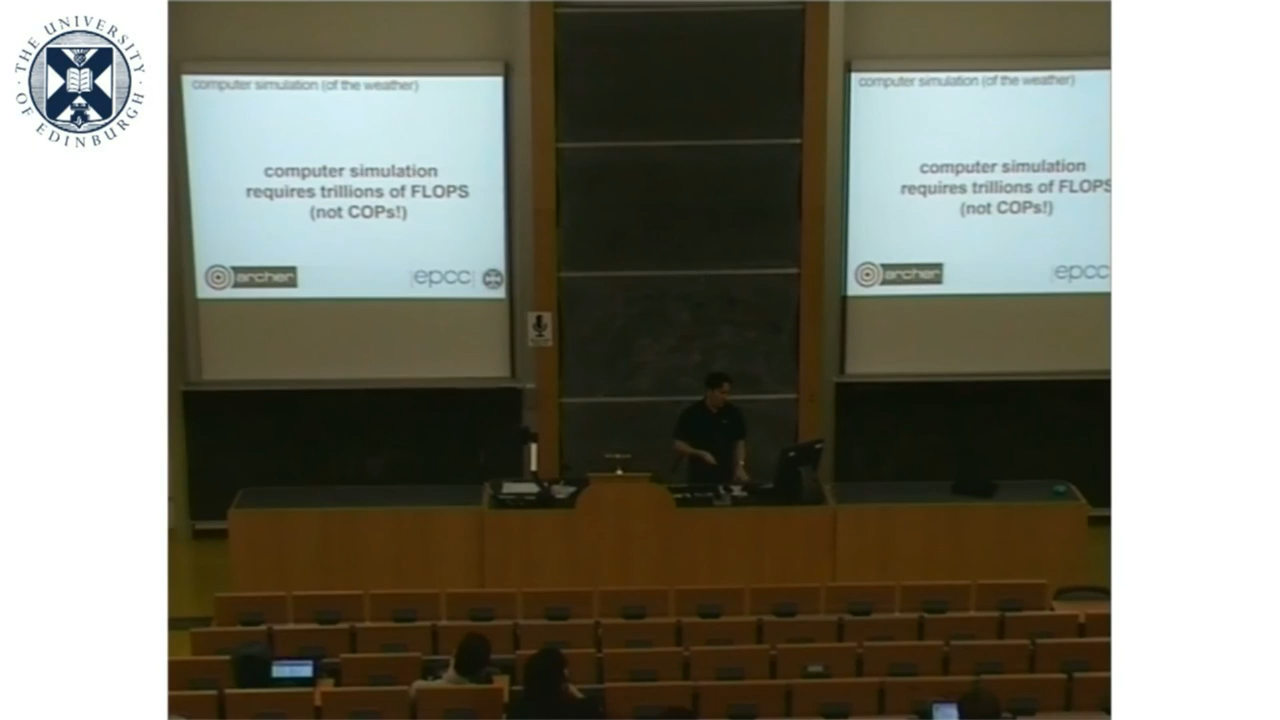 THE UNIVERSITY OF EDINBURGH
computer simulation (of the weather)
computer simulation
requires trillions of FLOPS
(not COPs!)
archer
epcc
computer simulation (of the weather)
computer simulation
requires trillions of FLOPS
(not COPs!)
archer
epcc